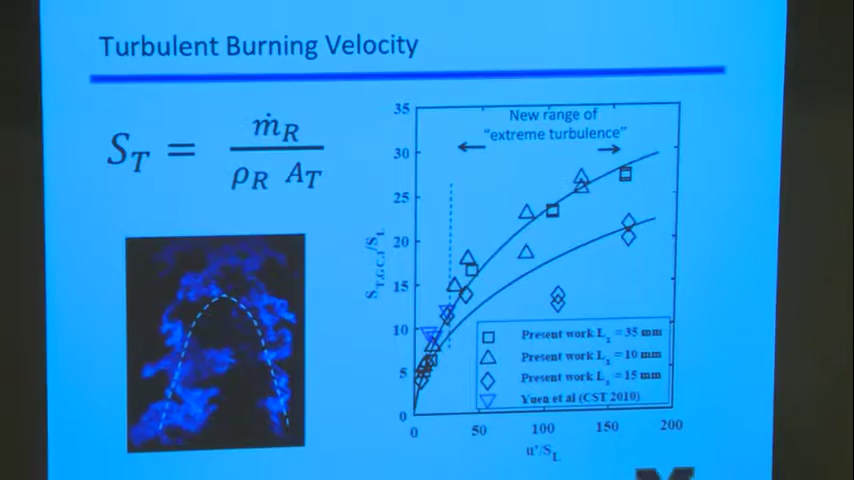 Turbulent Burning Velocity
S_T = ṁ_R / ρ_R A_T
New range of
"extreme turbulence"
35
30
25
20
15
10
5
0
S_T,GC,I/S_L
Present work L_x = 35 mm
Present work L_x = 10 mm
Present work L_x = 15 mm
Yuen et al (CST 2010)
0 50 100 150 200
u'/S_L